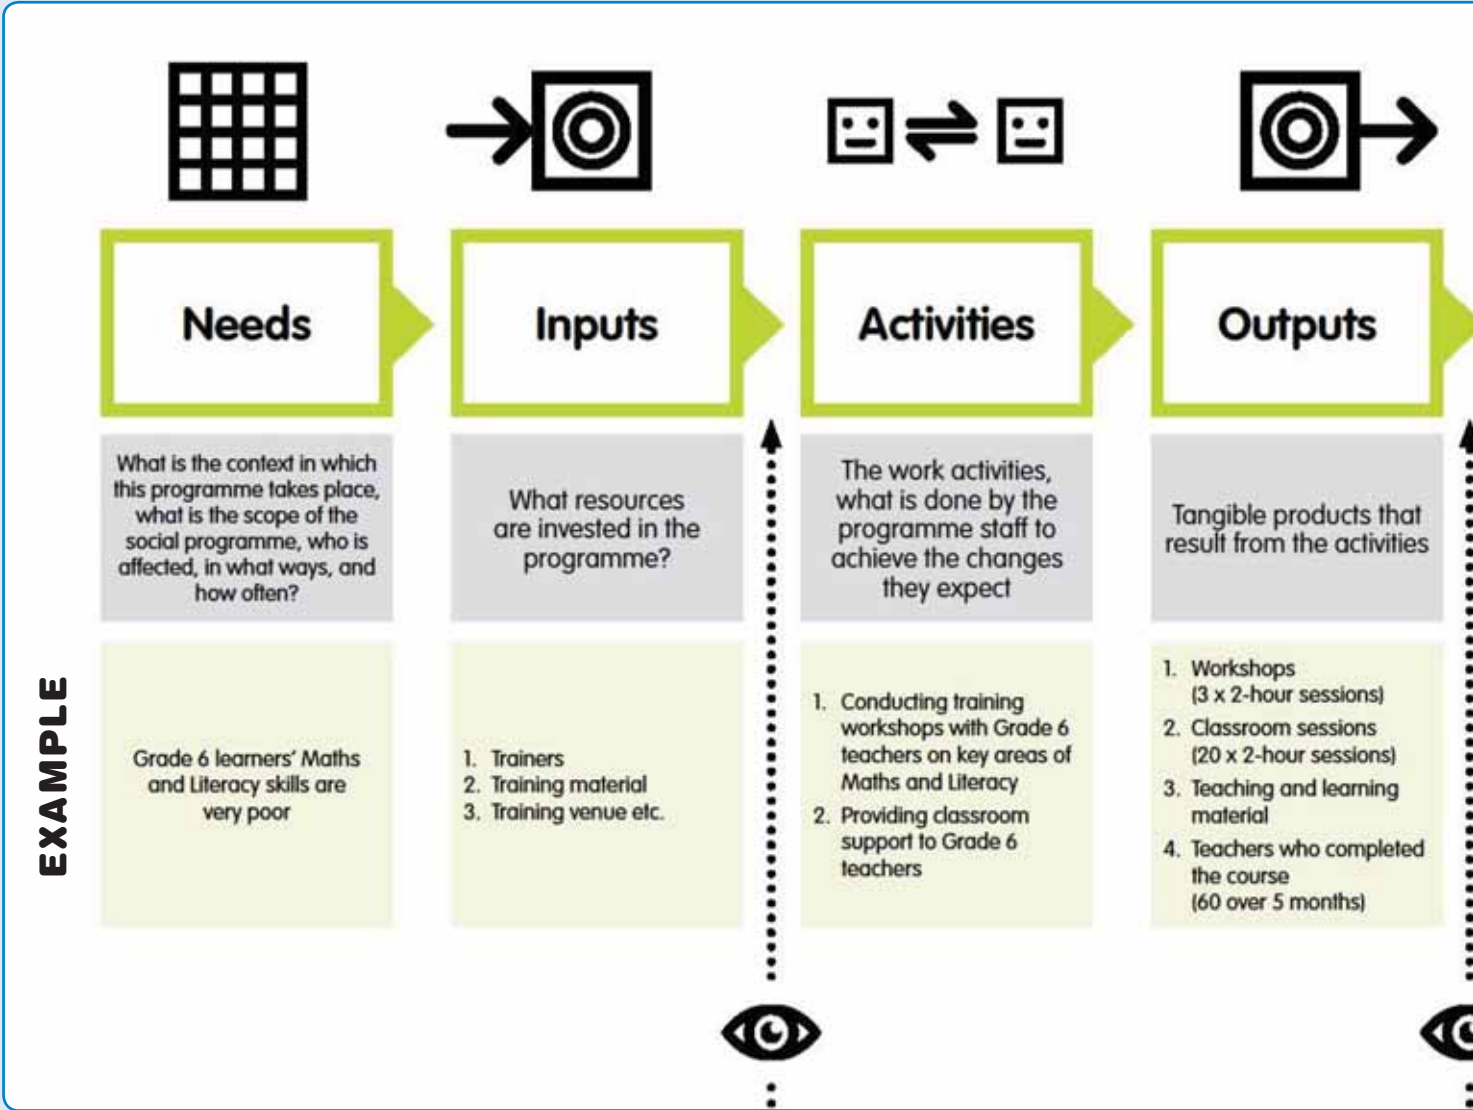 Needs
Inputs
Activities
Outputs
What is the context in which
this programme takes place,
what is the scope of the
social programme, who is
affected, in what ways, and
how often?
What resources
are invested in the
programme?
The work activities,
what is done by the
programme staff to
achieve the changes
they expect
Tangible products that
result from the activities
EXAMPLE
Grade 6 learners’ Maths
and Literacy skills are
very poor
1. Trainers
2. Training material
3. Training venue etc.
1. Conducting training
workshops with Grade 6
teachers on key areas of
Maths and Literacy
2. Providing classroom
support to Grade 6
teachers
1. Workshops
(3 x 2-hour sessions)
2. Classroom sessions
(20 x 2-hour sessions)
3. Teaching and learning
material
4. Teachers who completed
the course
(60 over 5 months)